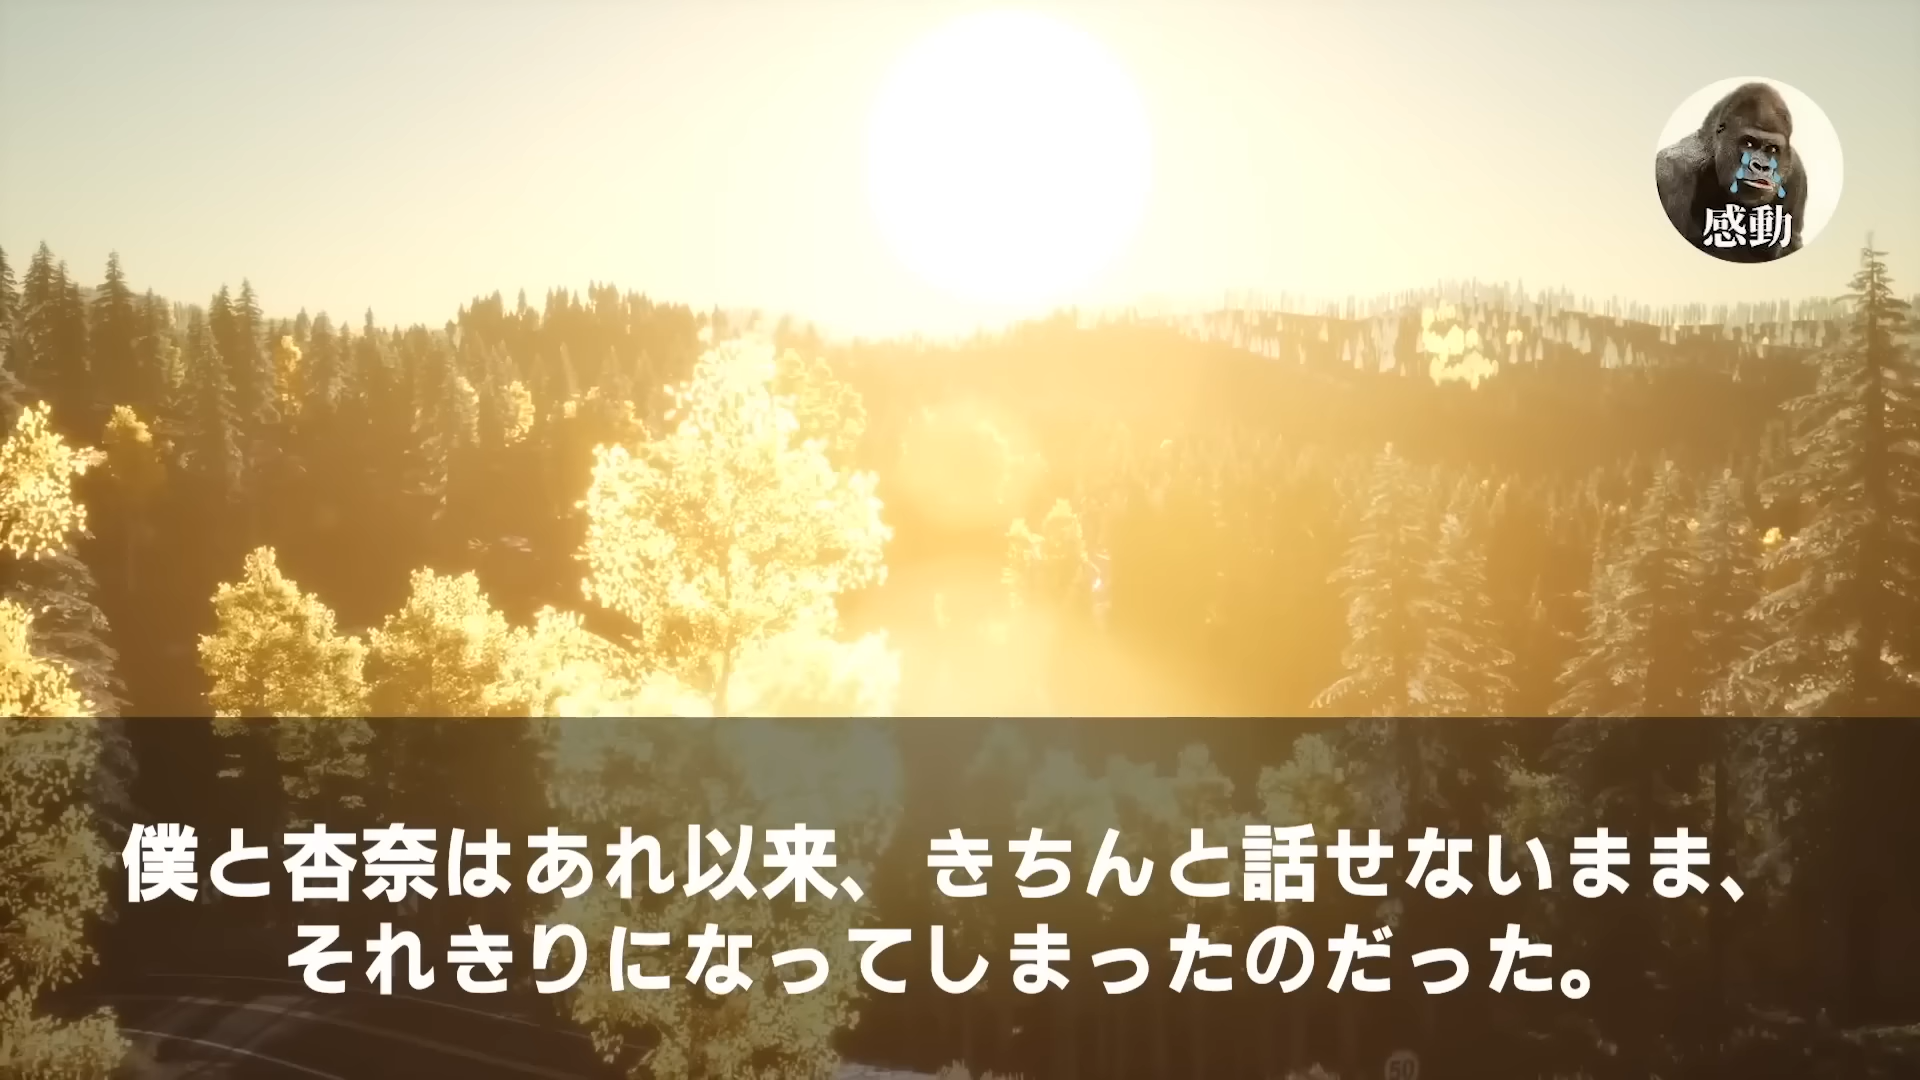 感動
僕と杏奈はあれ以来、きちんと話せないまま、
それきりになってしまったのだった。
50